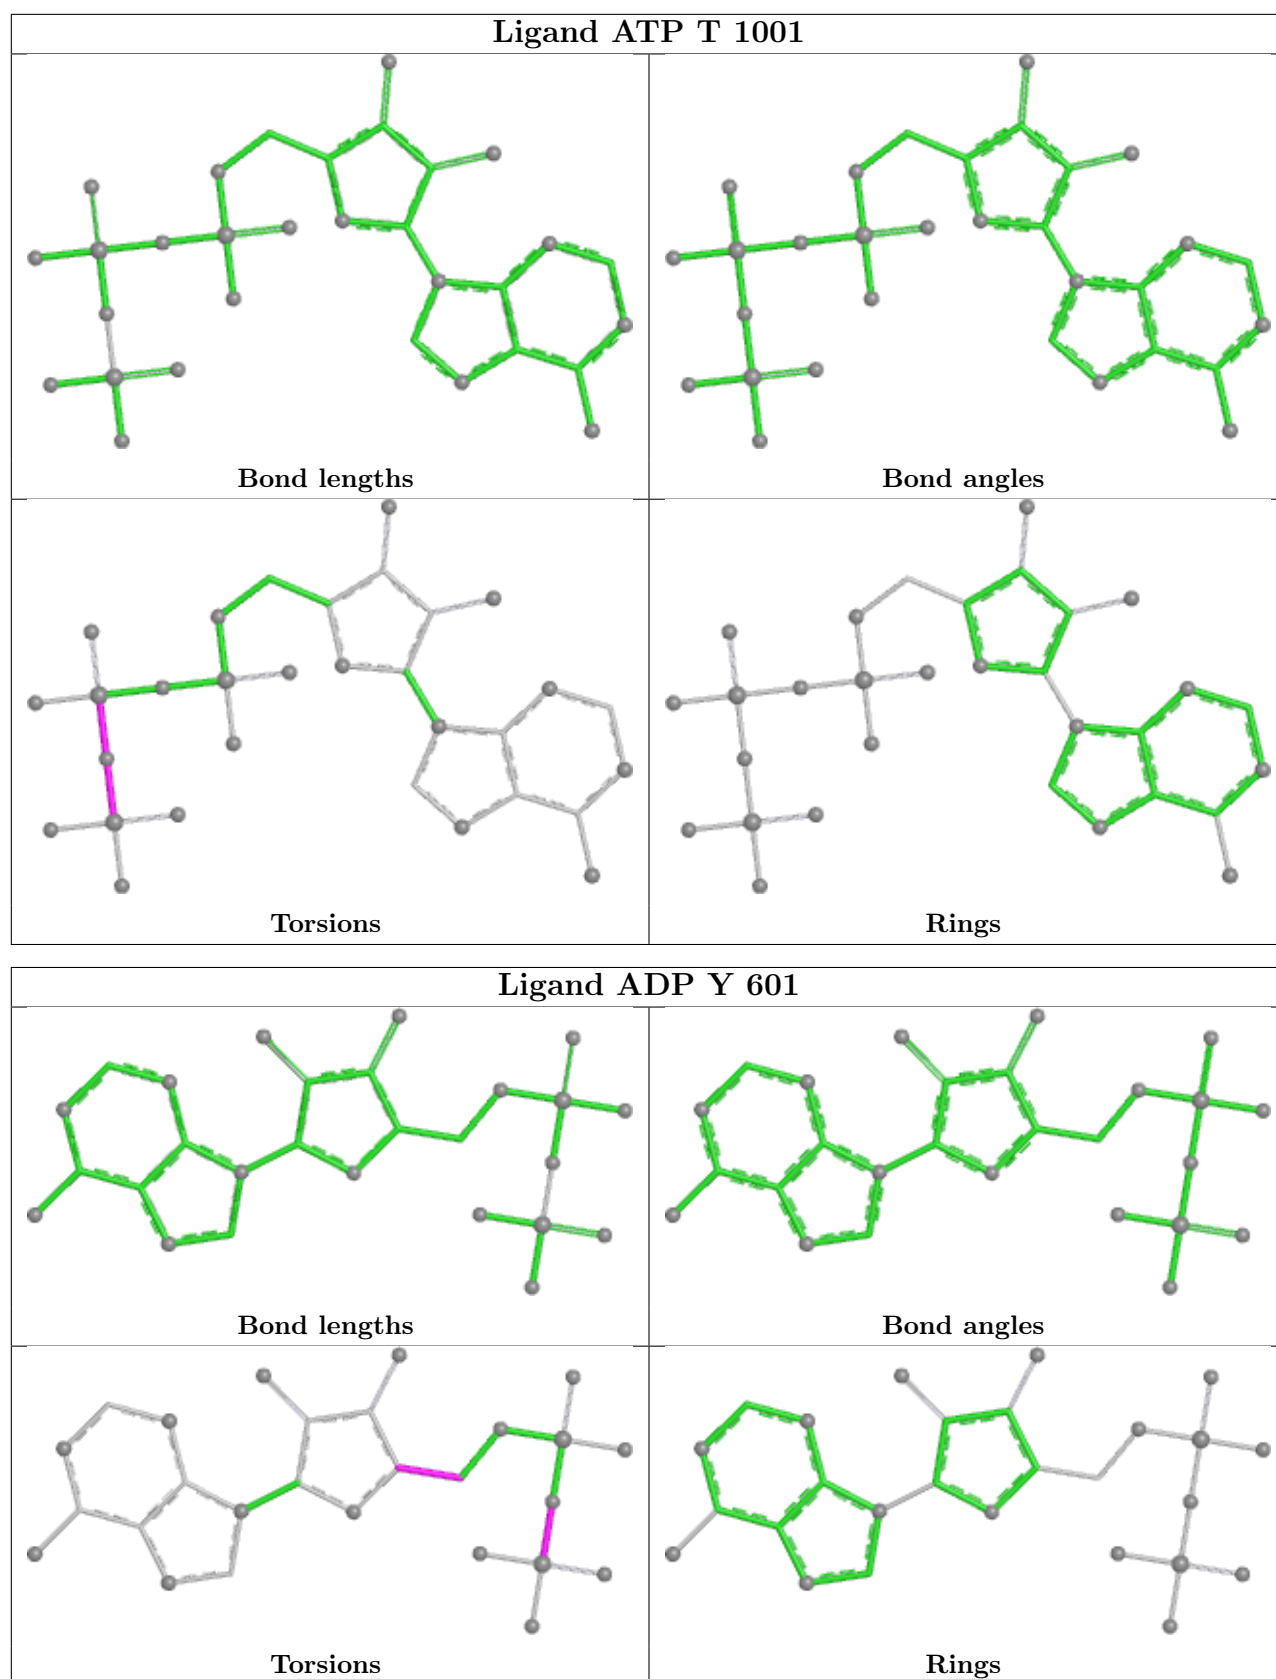 Ligand ATP T 1001
Bond lengths
Bond angles
Torsions
Rings
Ligand ADP Y 601
Bond lengths
Bond angles
Torsions
Rings